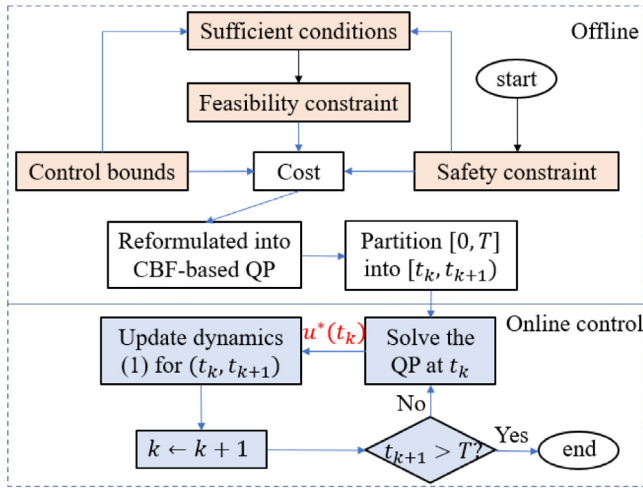 Sufficient conditions
Offline
start
Feasibility constraint
Control bounds
Cost
Safety constraint
Reformulated into
CBF-based QP
Partition [0, T]
into [t_k, t_{k+1})
Online control
Update dynamics
(1) for (t_k, t_{k+1})
u*(t_k)
Solve the
QP at t_k
No
k ← k + 1
t_{k+1} > T?
Yes
end